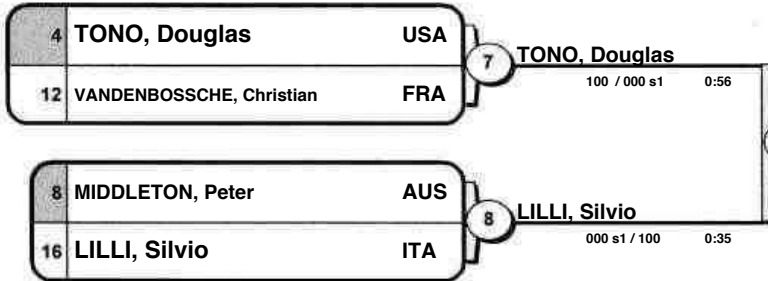 4 TONO, Douglas USA
12 VANDENBOSSCHE, Christian FRA
7 TONO, Douglas
100 / 000 s1 0:56
8 MIDDLETON, Peter AUS
16 LILLI, Silvio ITA
8 LILLI, Silvio
000 s1 / 100 0:35